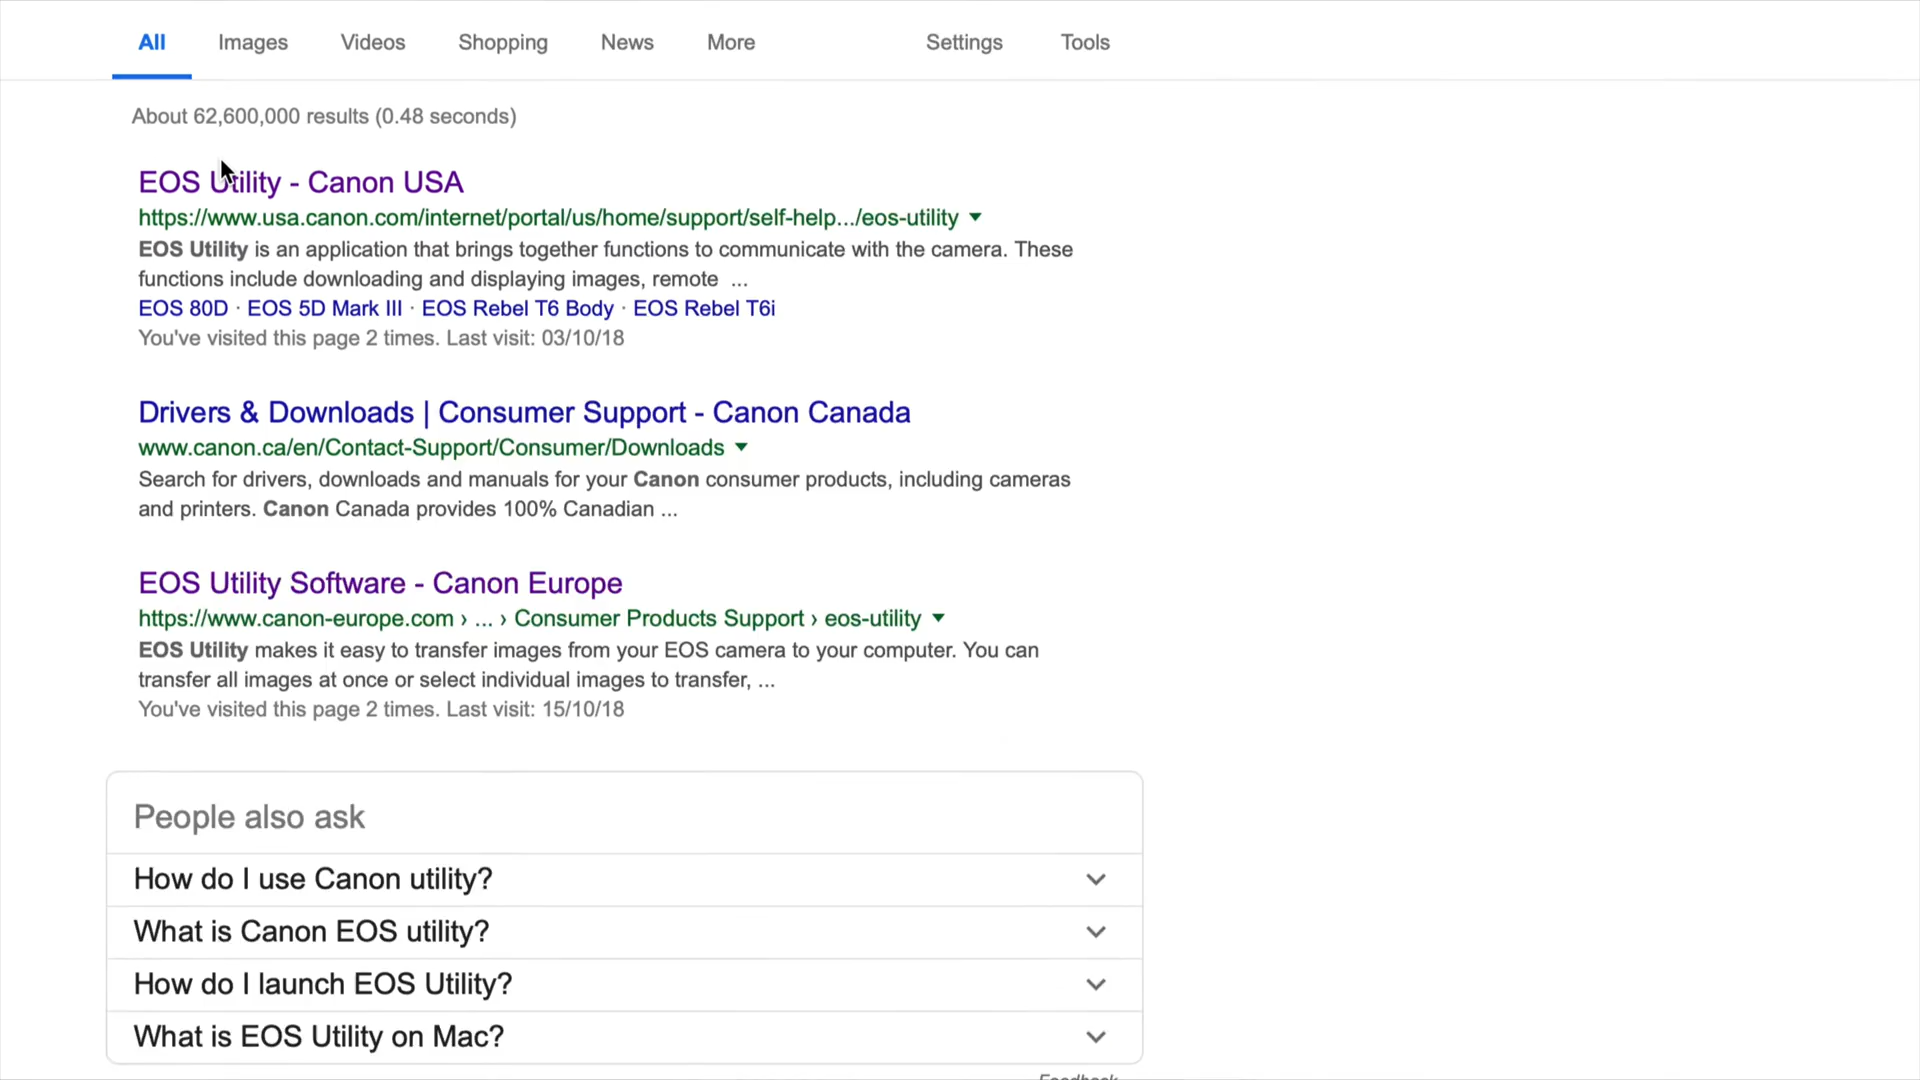 All Images Videos Shopping News More Settings Tools
About 62,600,000 results (0.48 seconds)
EOS Utility - Canon USA
https://www.usa.canon.com/internet/portal/us/home/support/self-help.../eos-utility
EOS Utility is an application that brings together functions to communicate with the camera. These
functions include downloading and displaying images, remote ...
EOS 80D · EOS 5D Mark III · EOS Rebel T6 Body · EOS Rebel T6i
You've visited this page 2 times. Last visit: 03/10/18
Drivers & Downloads | Consumer Support - Canon Canada
www.canon.ca/en/Contact-Support/Consumer/Downloads
Search for drivers, downloads and manuals for your Canon consumer products, including cameras
and printers. Canon Canada provides 100% Canadian ...
EOS Utility Software - Canon Europe
https://www.canon-europe.com › ... › Consumer Products Support › eos-utility
EOS Utility makes it easy to transfer images from your EOS camera to your computer. You can
transfer all images at once or select individual images to transfer, ...
You've visited this page 2 times. Last visit: 15/10/18
People also ask
How do I use Canon utility?
What is Canon EOS utility?
How do I launch EOS Utility?
What is EOS Utility on Mac?
Feedback